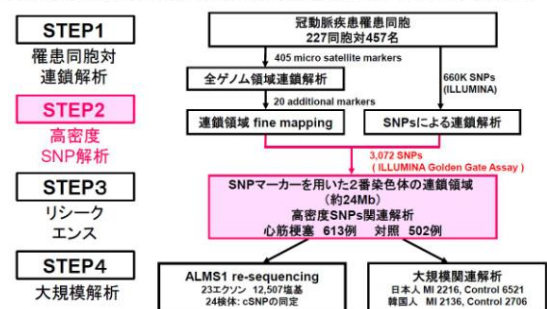 STEP1
罹患同胞対
連鎖解析
STEP2
高密度
SNP解析
STEP3
リシーク
エンス
STEP4
大規模解析
冠動脈疾患罹患同胞
227同胞対457名
405 micro satellite markers
全ゲノム領域連鎖解析
660K SNPs
(ILLUMINA)
20 additional markers
連鎖領域 fine mapping
SNPsによる連鎖解析
3,072 SNPs
( ILLUMINA Golden Gate Assay )
SNPマーカーを用いた2番染色体の連鎖領域
(約24Mb)
高密度SNPs関連解析
心筋梗塞 613例 対照 502例
ALMS1 re-sequencing
23エクソン 12,507塩基
24検体: cSNPの同定
大規模関連解析
日本人 MI 2216, Control 6521
韓国人 MI 2136, Control 2706